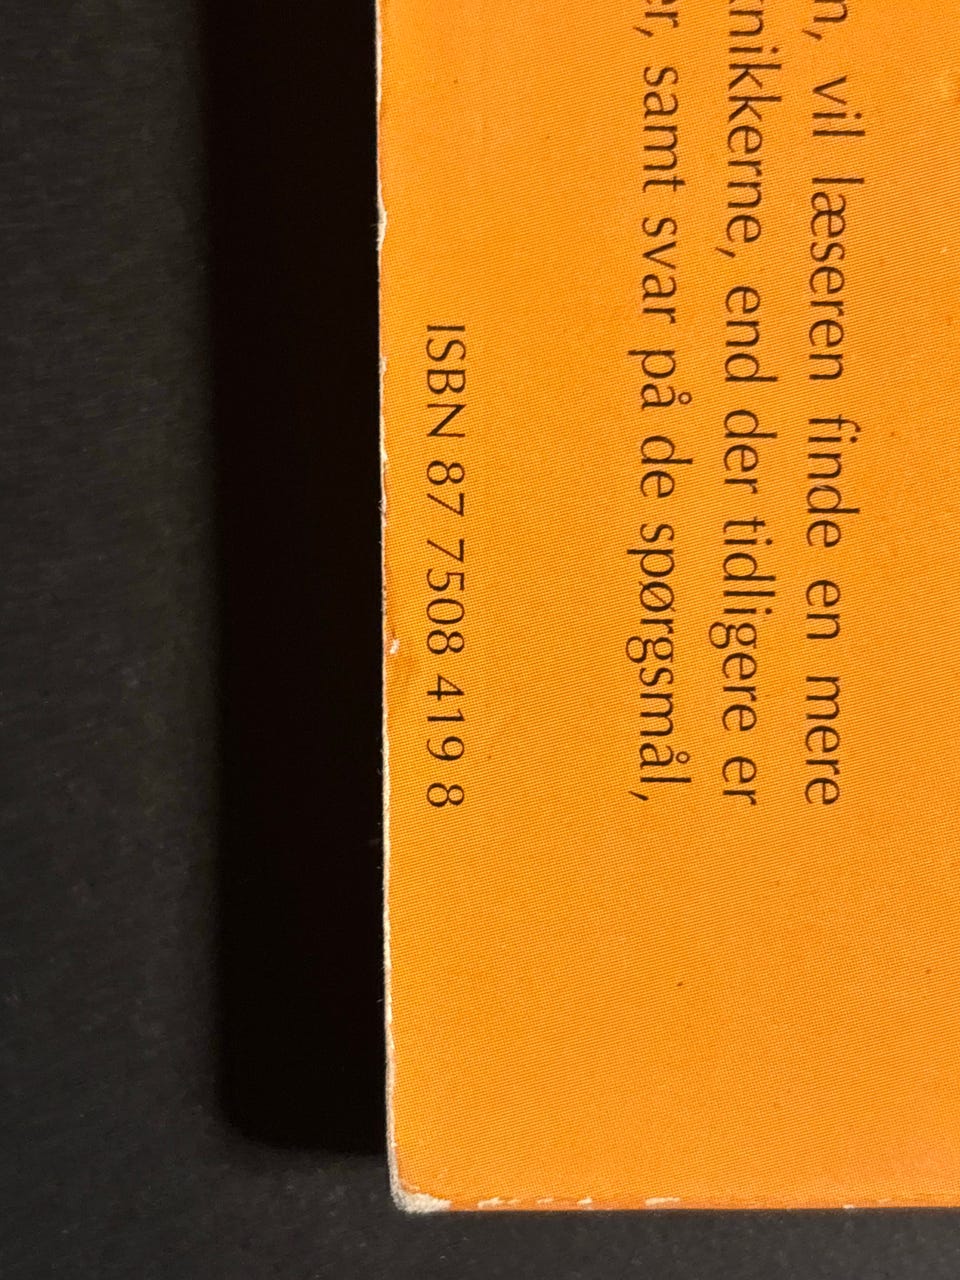 vil læseren finde en mere
end der tidligere er
samt svar på de spørgsmål,
ISBN 87 7508 419 8